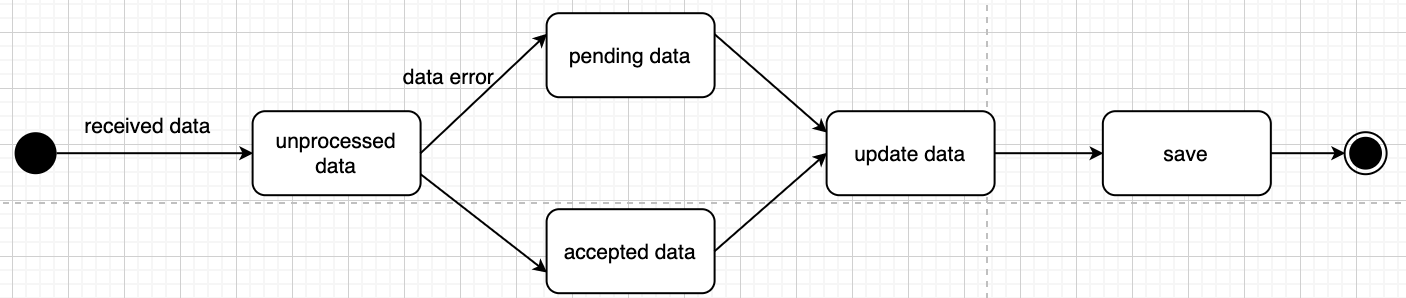 received data
unprocessed
data
data error
pending data
accepted data
update data
save